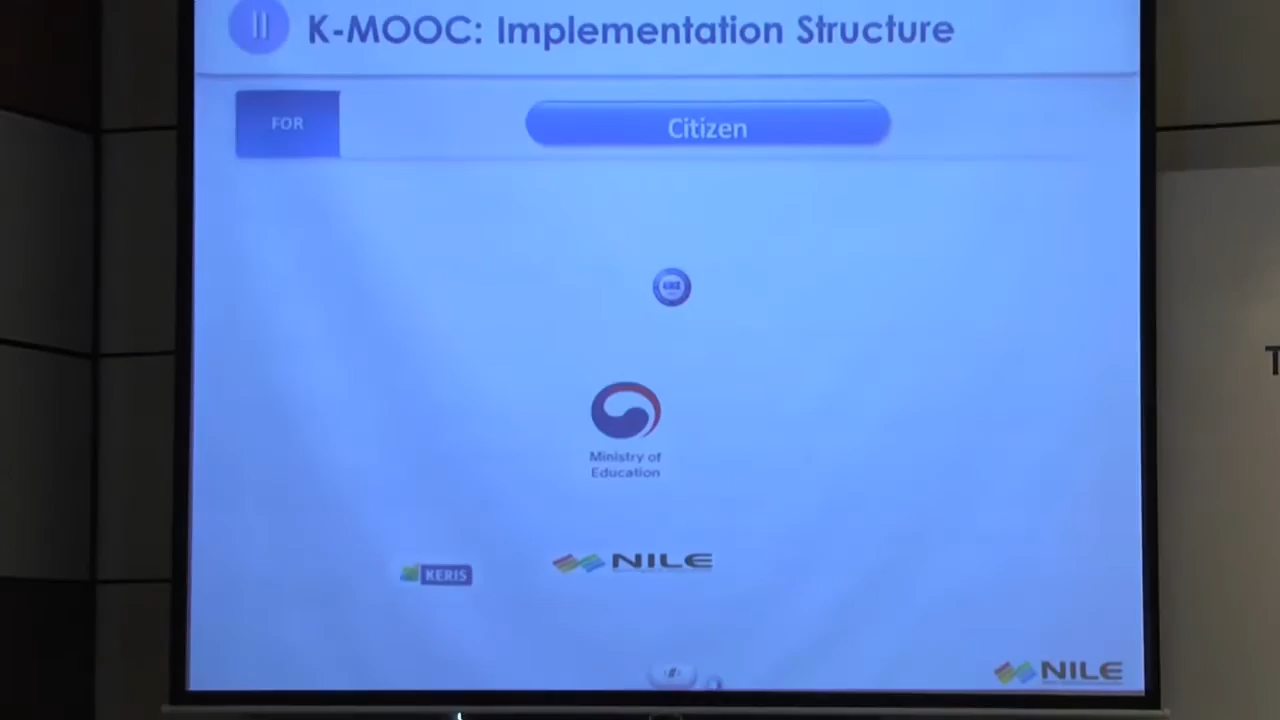 II K-MOOC: Implementation Structure
FOR
Citizen
Ministry of
Education
KERIS
NILE
NILE
T